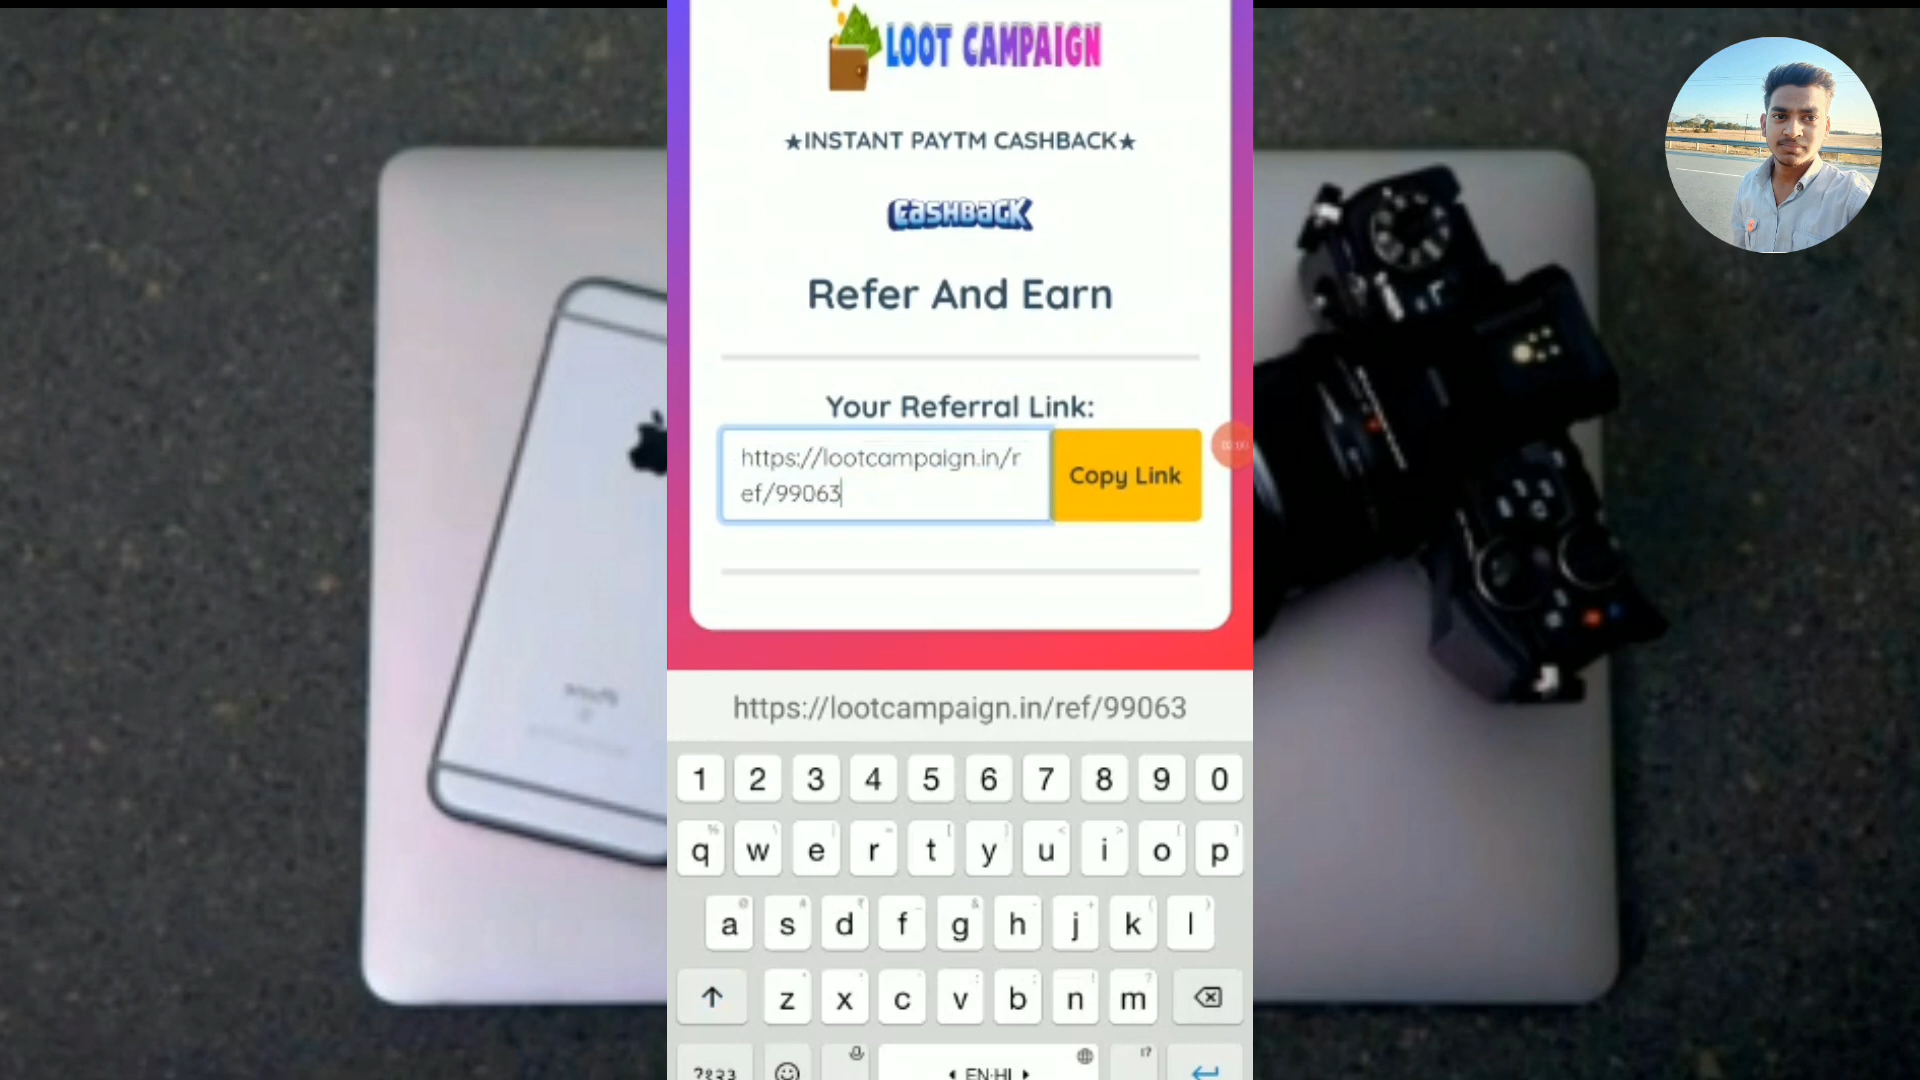 LOOT CAMPAIGN
★INSTANT PAYTM CASHBACK★
CASHBACK
Refer And Earn
Your Referral Link:
https://lootcampaign.in/r
ef/99063
Copy Link
https://lootcampaign.in/ref/99063
1 2 3 4 5 6 7 8 9 0
q w e r t y u i o p
a s d f g h j k l
z x c v b n m
EN·HI